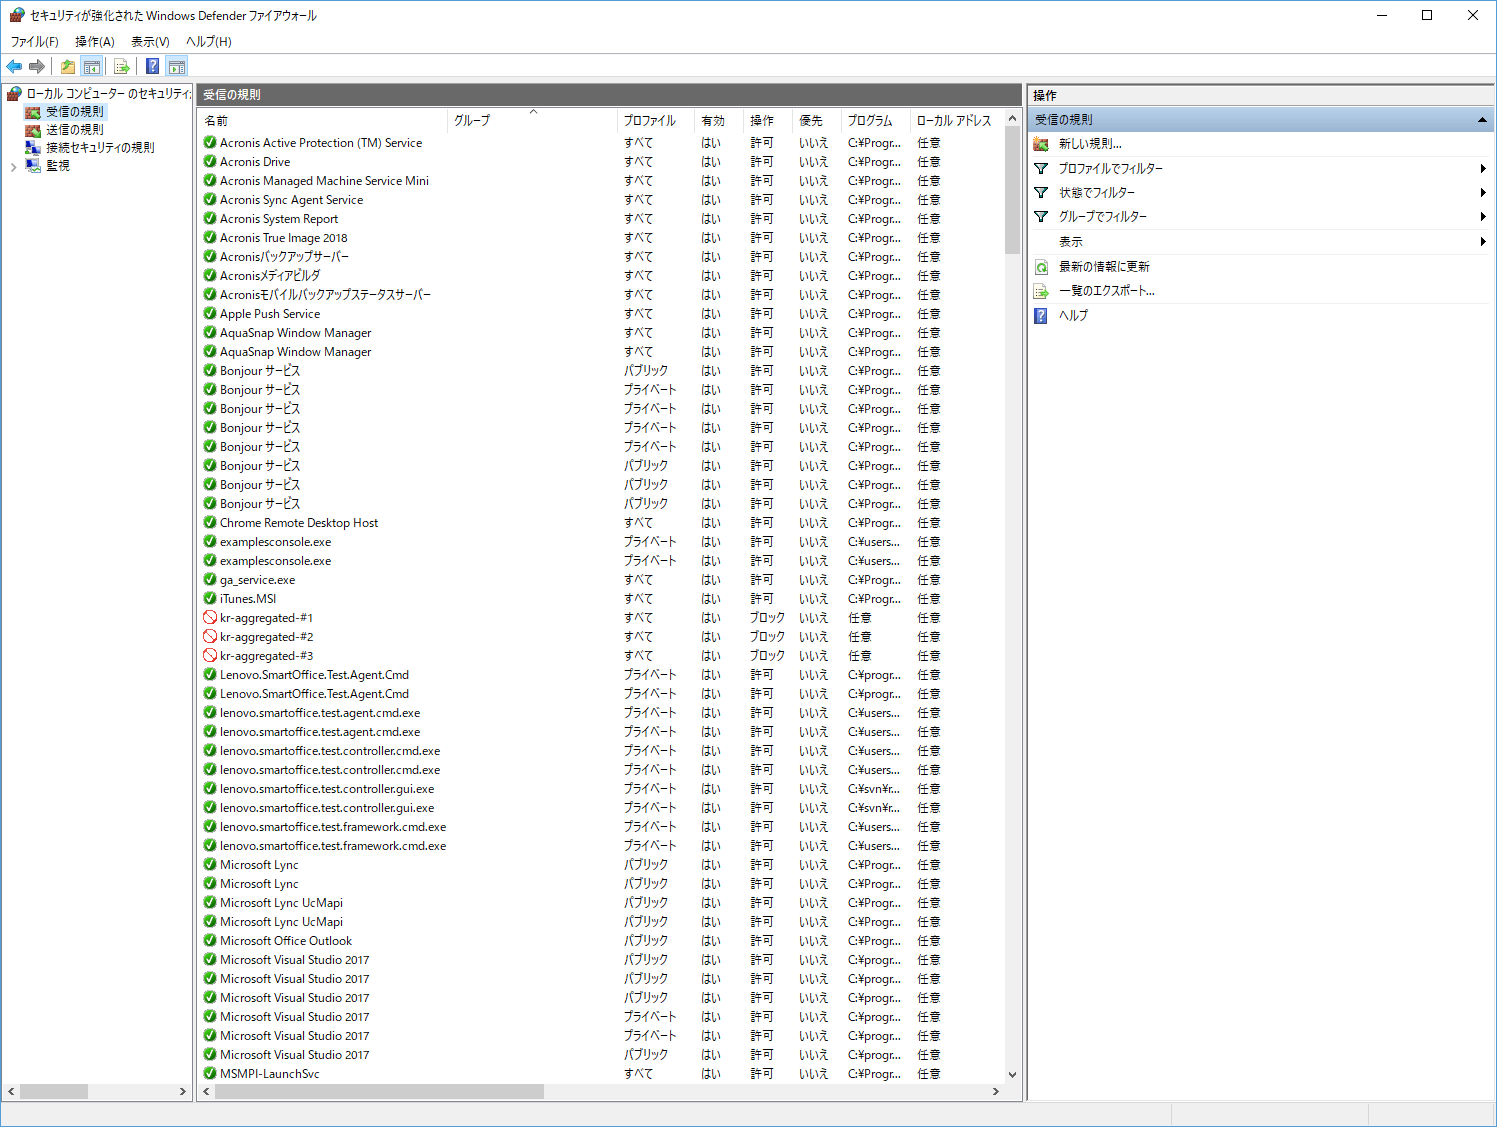 セキュリティが強化された Windows Defender ファイアウォール
ファイル(F) 操作(A) 表示(V) ヘルプ(H)
ローカル コンピューター のセキュリティ
受信の規則
送信の規則
接続セキュリティの規則
監視
受信の規則
名前 グループ プロファイル 有効 操作 優先 プログラム ローカル アドレス
Acronis Active Protection (TM) Service すべて はい 許可 いいえ C:¥Progr... 任意
Acronis Drive すべて はい 許可 いいえ C:¥Progr... 任意
Acronis Managed Machine Service Mini すべて はい 許可 いいえ C:¥Progr... 任意
Acronis Sync Agent Service すべて はい 許可 いいえ C:¥Progr... 任意
Acronis System Report すべて はい 許可 いいえ C:¥Progr... 任意
Acronis True Image 2018 すべて はい 許可 いいえ C:¥Progr... 任意
Acronisバックアップサーバー すべて はい 許可 いいえ C:¥Progr... 任意
Acronisメディアビルダ すべて はい 許可 いいえ C:¥Progr... 任意
Acronisモバイルバックアップステータスサーバー すべて はい 許可 いいえ C:¥Progr... 任意
Apple Push Service すべて はい 許可 いいえ C:¥Progr... 任意
AquaSnap Window Manager すべて はい 許可 いいえ C:¥Progr... 任意
AquaSnap Window Manager すべて はい 許可 いいえ C:¥Progr... 任意
Bonjour サービス パブリック はい 許可 いいえ C:¥Progr... 任意
Bonjour サービス プライベート はい 許可 いいえ C:¥Progr... 任意
Bonjour サービス プライベート はい 許可 いいえ C:¥Progr... 任意
Bonjour サービス プライベート はい 許可 いいえ C:¥Progr... 任意
Bonjour サービス プライベート はい 許可 いいえ C:¥Progr... 任意
Bonjour サービス パブリック はい 許可 いいえ C:¥Progr... 任意
Bonjour サービス パブリック はい 許可 いいえ C:¥Progr... 任意
Bonjour サービス パブリック はい 許可 いいえ C:¥Progr... 任意
Chrome Remote Desktop Host すべて はい 許可 いいえ C:¥Progr... 任意
examplesconsole.exe プライベート はい 許可 いいえ C:¥users... 任意
examplesconsole.exe プライベート はい 許可 いいえ C:¥users... 任意
ga_service.exe すべて はい 許可 いいえ C:¥Progr... 任意
iTunes.MSI すべて はい 許可 いいえ C:¥Progr... 任意
kr-aggregated-#1 すべて はい ブロック いいえ 任意 任意
kr-aggregated-#2 すべて はい ブロック いいえ 任意 任意
kr-aggregated-#3 すべて はい ブロック いいえ 任意 任意
Lenovo.SmartOffice.Test.Agent.Cmd プライベート はい 許可 いいえ C:¥progr... 任意
Lenovo.SmartOffice.Test.Agent.Cmd プライベート はい 許可 いいえ C:¥progr... 任意
lenovo.smartoffice.test.agent.cmd.exe プライベート はい 許可 いいえ C:¥users... 任意
lenovo.smartoffice.test.agent.cmd.exe プライベート はい 許可 いいえ C:¥users... 任意
lenovo.smartoffice.test.controller.cmd.exe プライベート はい 許可 いいえ C:¥users... 任意
lenovo.smartoffice.test.controller.cmd.exe プライベート はい 許可 いいえ C:¥users... 任意
lenovo.smartoffice.test.controller.gui.exe プライベート はい 許可 いいえ C:¥svn¥r... 任意
lenovo.smartoffice.test.controller.gui.exe プライベート はい 許可 いいえ C:¥svn¥r... 任意
lenovo.smartoffice.test.framework.cmd.exe プライベート はい 許可 いいえ C:¥users... 任意
lenovo.smartoffice.test.framework.cmd.exe プライベート はい 許可 いいえ C:¥users... 任意
Microsoft Lync パブリック はい 許可 いいえ C:¥Progr... 任意
Microsoft Lync パブリック はい 許可 いいえ C:¥Progr... 任意
Microsoft Lync UcMapi パブリック はい 許可 いいえ C:¥Progr... 任意
Microsoft Lync UcMapi パブリック はい 許可 いいえ C:¥Progr... 任意
Microsoft Office Outlook パブリック はい 許可 いいえ C:¥Progr... 任意
Microsoft Visual Studio 2017 パブリック はい 許可 いいえ C:¥progr... 任意
Microsoft Visual Studio 2017 パブリック はい 許可 いいえ C:¥progr... 任意
Microsoft Visual Studio 2017 パブリック はい 許可 いいえ C:¥progr... 任意
Microsoft Visual Studio 2017 プライベート はい 許可 いいえ C:¥progr... 任意
Microsoft Visual Studio 2017 プライベート はい 許可 いいえ C:¥progr... 任意
Microsoft Visual Studio 2017 パブリック はい 許可 いいえ C:¥progr... 任意
MSMPI-LaunchSvc すべて はい 許可 いいえ C:¥Progr... 任意
操作
受信の規則
新しい規則...
プロファイルでフィルター
状態でフィルター
グループでフィルター
表示
最新の情報に更新
一覧のエクスポート...
ヘルプ